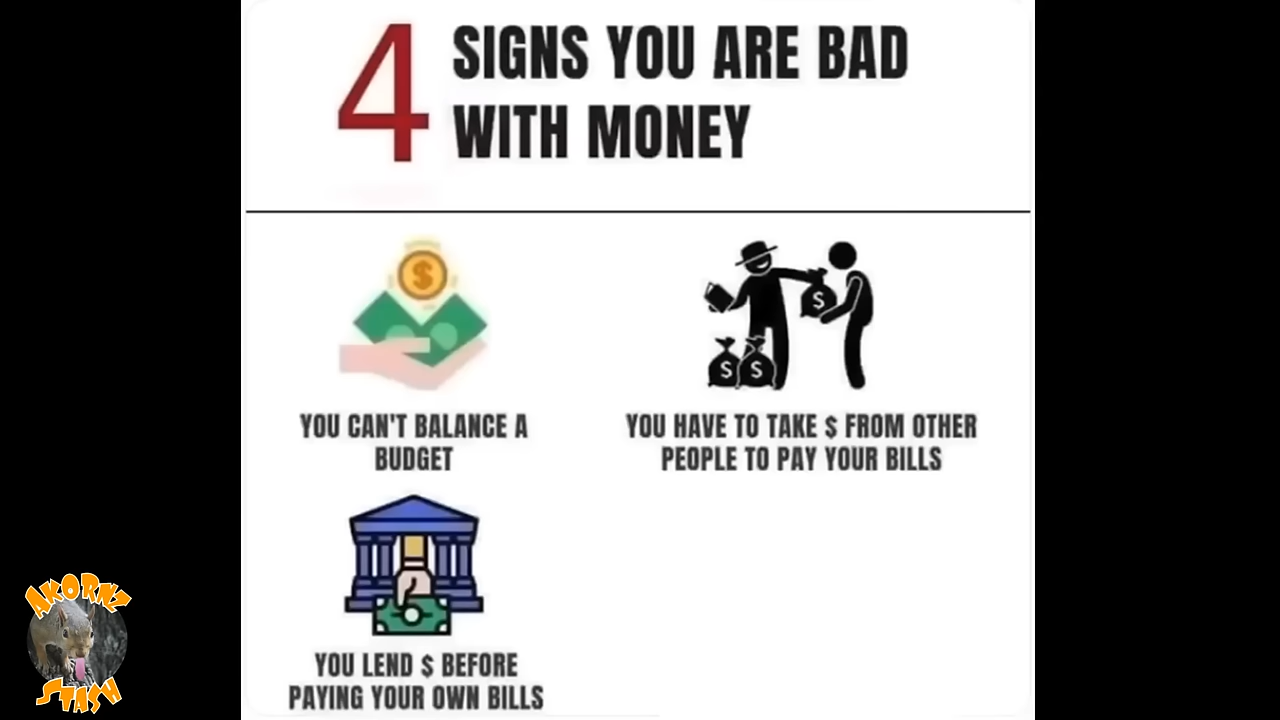 4 SIGNS YOU ARE BAD
WITH MONEY
$
$
$ $
YOU CAN'T BALANCE A
BUDGET
YOU HAVE TO TAKE $ FROM OTHER
PEOPLE TO PAY YOUR BILLS
YOU LEND $ BEFORE
PAYING YOUR OWN BILLS
AKORNZ
STASH